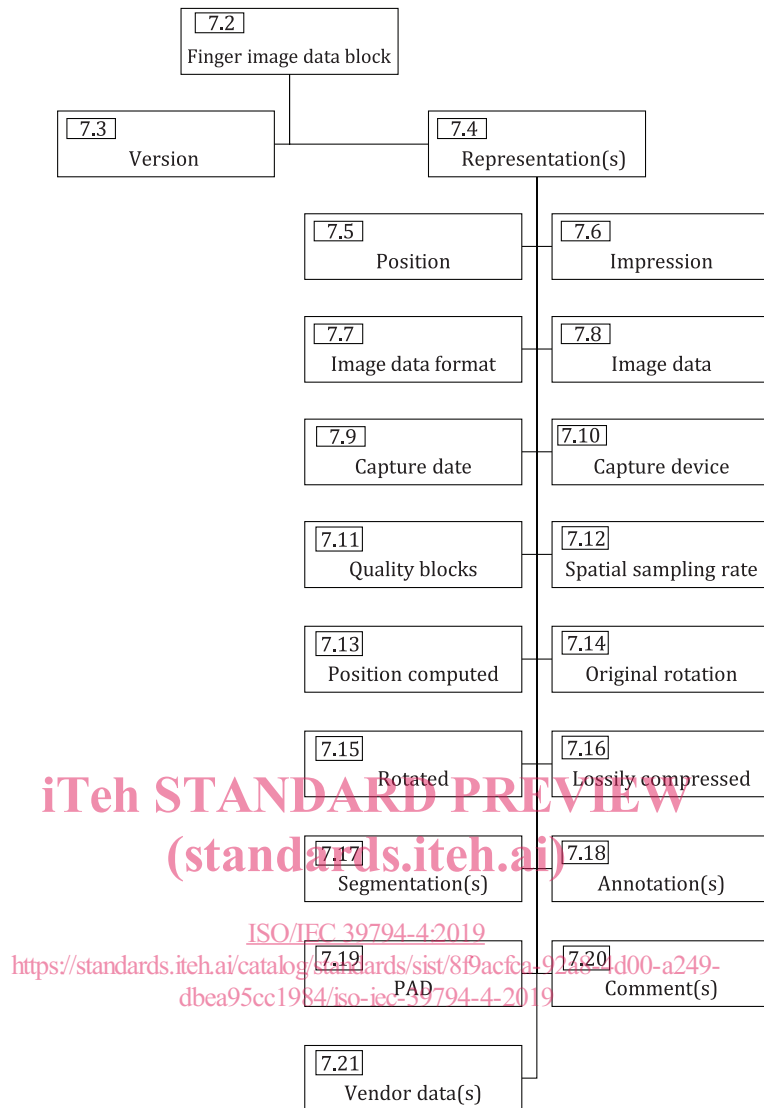 7.2
Finger image data block
7.3
Version
7.4
Representation(s)
7.5
Position
7.6
Impression
7.7
Image data format
7.8
Image data
7.9
Capture date
7.10
Capture device
7.11
Quality blocks
7.12
Spatial sampling rate
7.13
Position computed
7.14
Original rotation
7.15
Rotated
7.16
Lossily compressed
iTeh STANDARD PREVIEW
(standards.iteh.ai)
7.17
Segmentation(s)
7.18
Annotation(s)
ISO/IEC 39794-4:2019
https://standards.iteh.ai/catalog/standards/sist/8f9acfca-92a8-4d00-a249-
dbea95cc1984/iso-iec-39794-4-2019
7.19
PAD
7.20
Comment(s)
7.21
Vendor data(s)